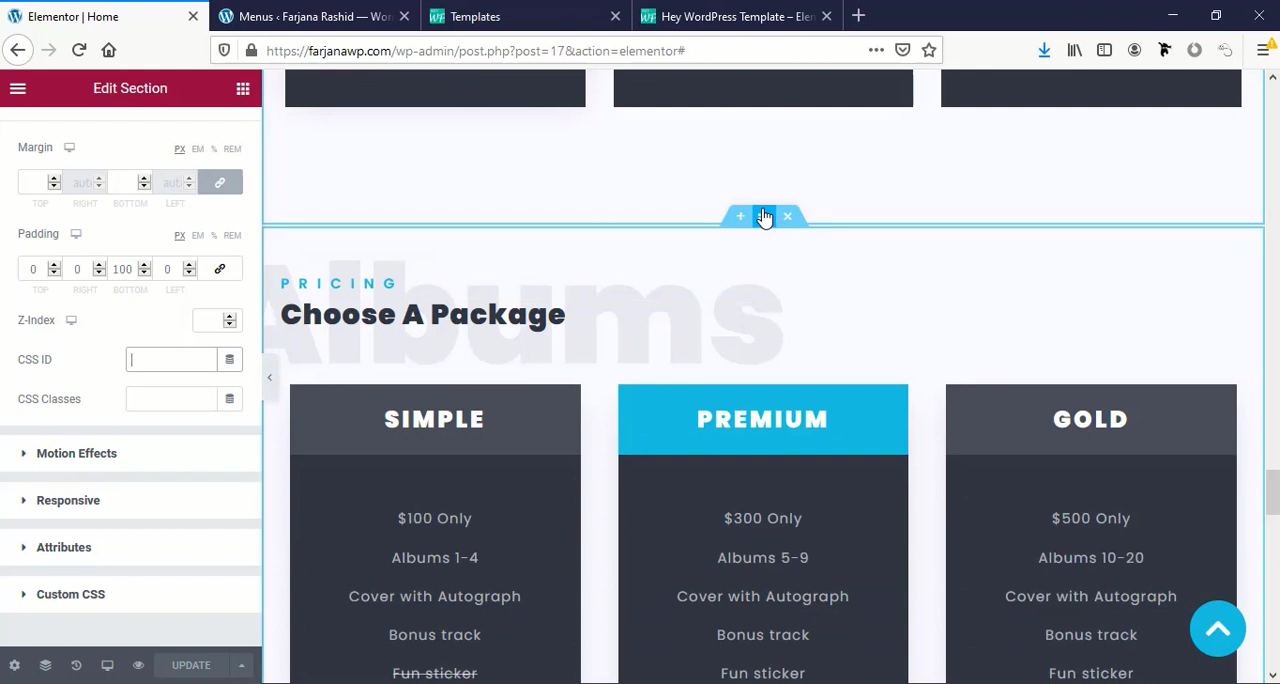 Elementor | Home
Menus ‹ Farjana Rashid — Wor
Templates
Hey WordPress Template – Elem
https://farjanawp.com/wp-admin/post.php?post=17&action=elementor#
Edit Section
Margin
PX EM % REM
auto auto
TOP RIGHT BOTTOM LEFT
Padding
PX EM % REM
0 0 100 0
TOP RIGHT BOTTOM LEFT
Z-Index
CSS ID
CSS Classes
Motion Effects
Responsive
Attributes
Custom CSS
UPDATE
Albums
PRICING
Choose A Package
SIMPLE PREMIUM GOLD
$100 Only $300 Only $500 Only
Albums 1-4 Albums 5-9 Albums 10-20
Cover with Autograph Cover with Autograph Cover with Autograph
Bonus track Bonus track Bonus track
Fun sticker Fun sticker Fun sticker